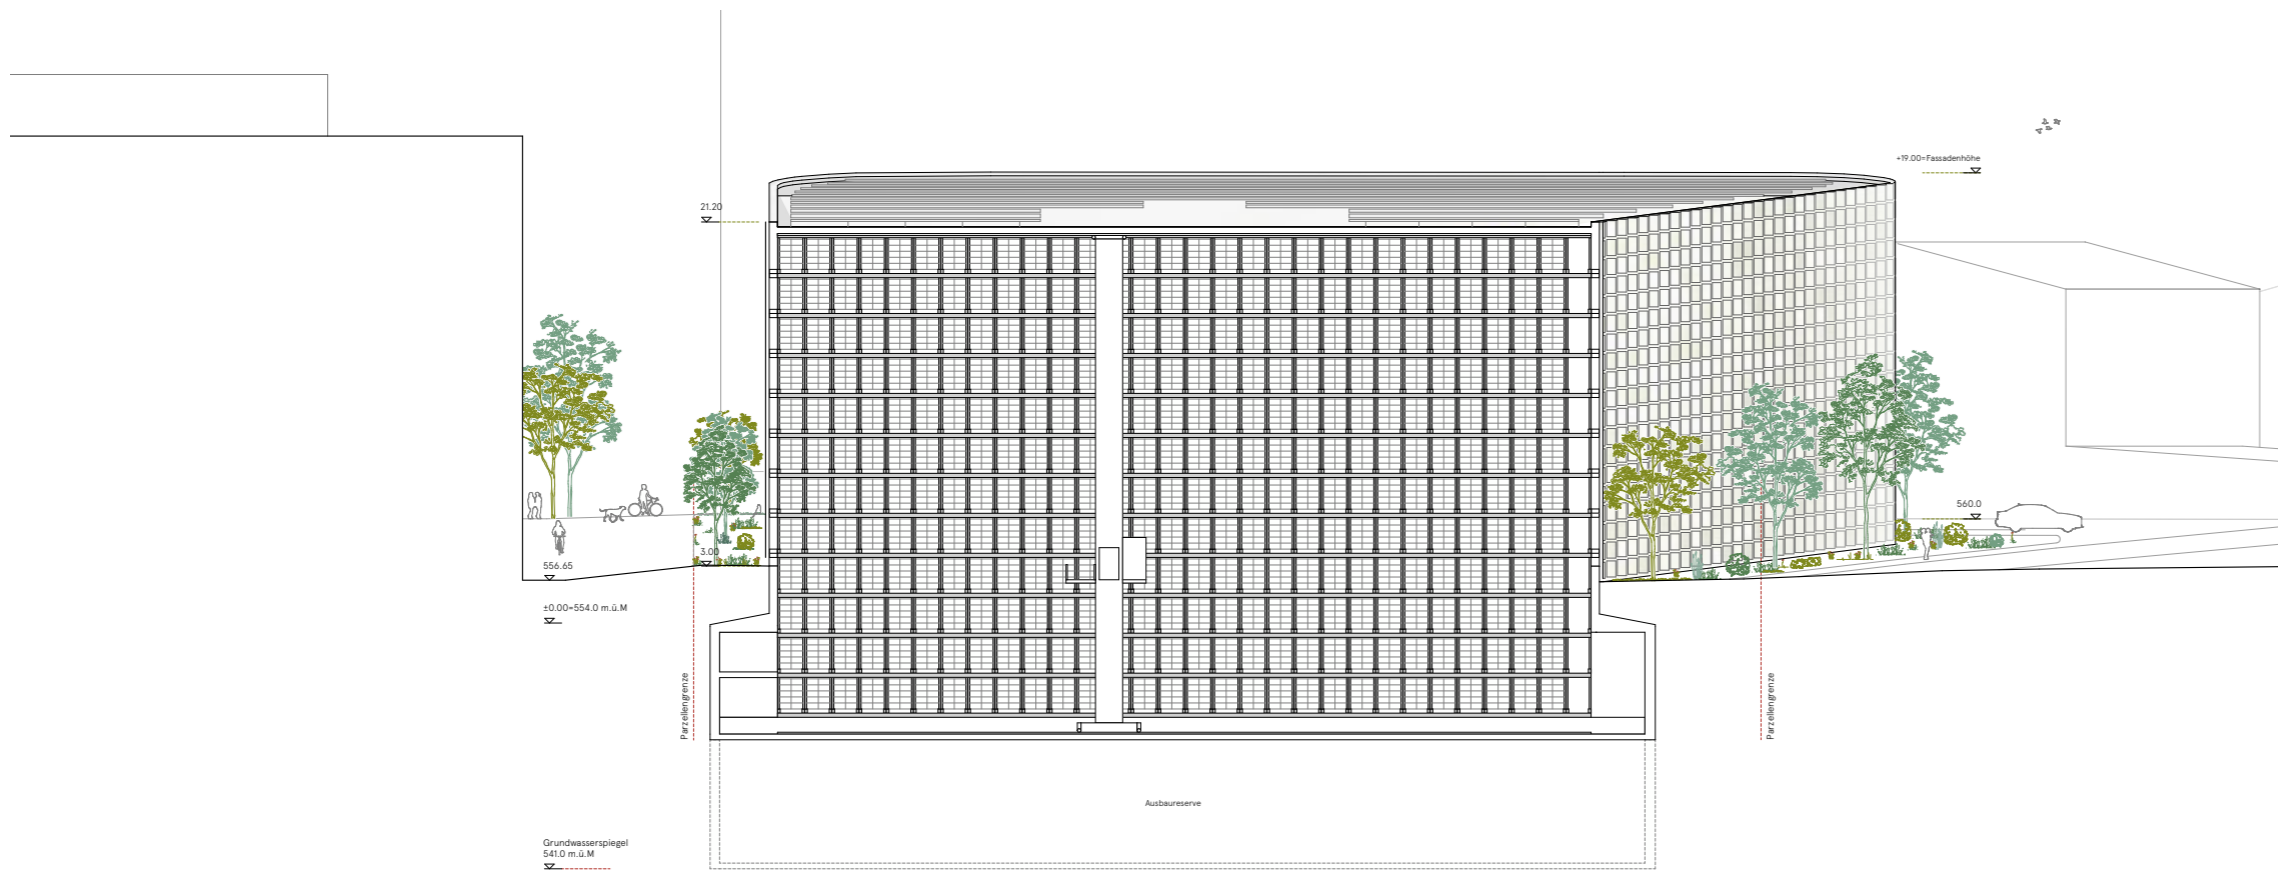 +19.00=Fassadenhöhe
21.20
560.0
3.00
556.65
±0.00=554.0 m.ü.M
Parzellengrenze
Parzellengrenze
Ausbaureserve
Grundwasserspiegel
541.0 m.ü.M